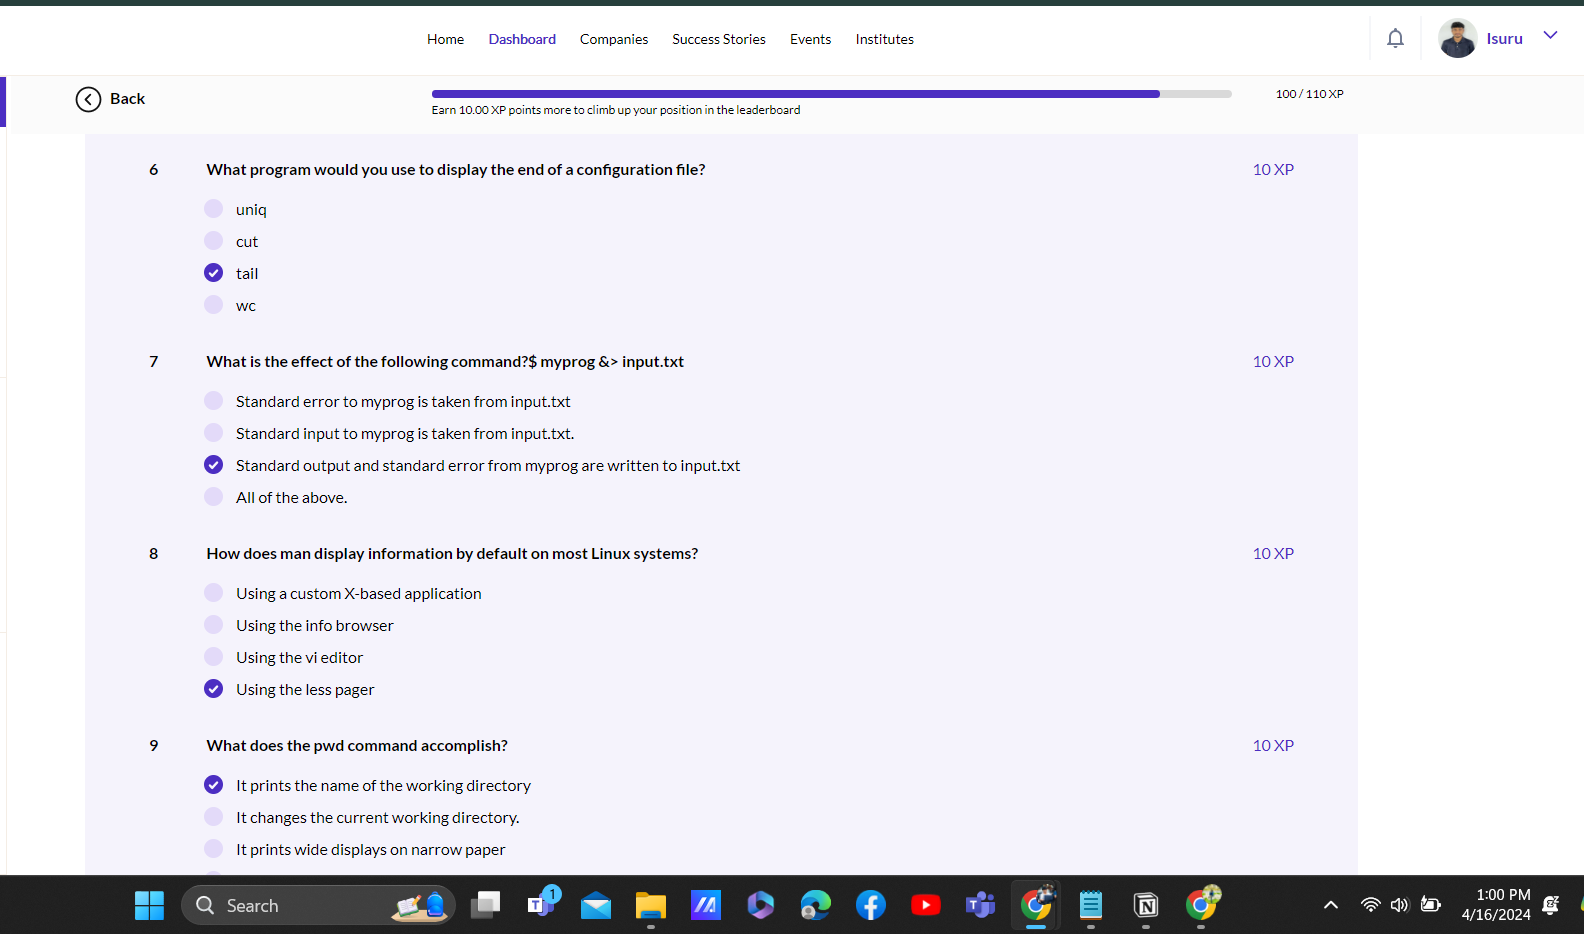 Home Dashboard Companies Success Stories Events Institutes Isuru
Back
100 / 110 XP
Earn 10.00 XP points more to climb up your position in the leaderboard
6 What program would you use to display the end of a configuration file? 10 XP
uniq
cut
tail
wc
7 What is the effect of the following command?$ myprog &> input.txt 10 XP
Standard error to myprog is taken from input.txt
Standard input to myprog is taken from input.txt.
Standard output and standard error from myprog are written to input.txt
All of the above.
8 How does man display information by default on most Linux systems? 10 XP
Using a custom X-based application
Using the info browser
Using the vi editor
Using the less pager
9 What does the pwd command accomplish? 10 XP
It prints the name of the working directory
It changes the current working directory.
It prints wide displays on narrow paper
Search
1
1:00 PM
4/16/2024